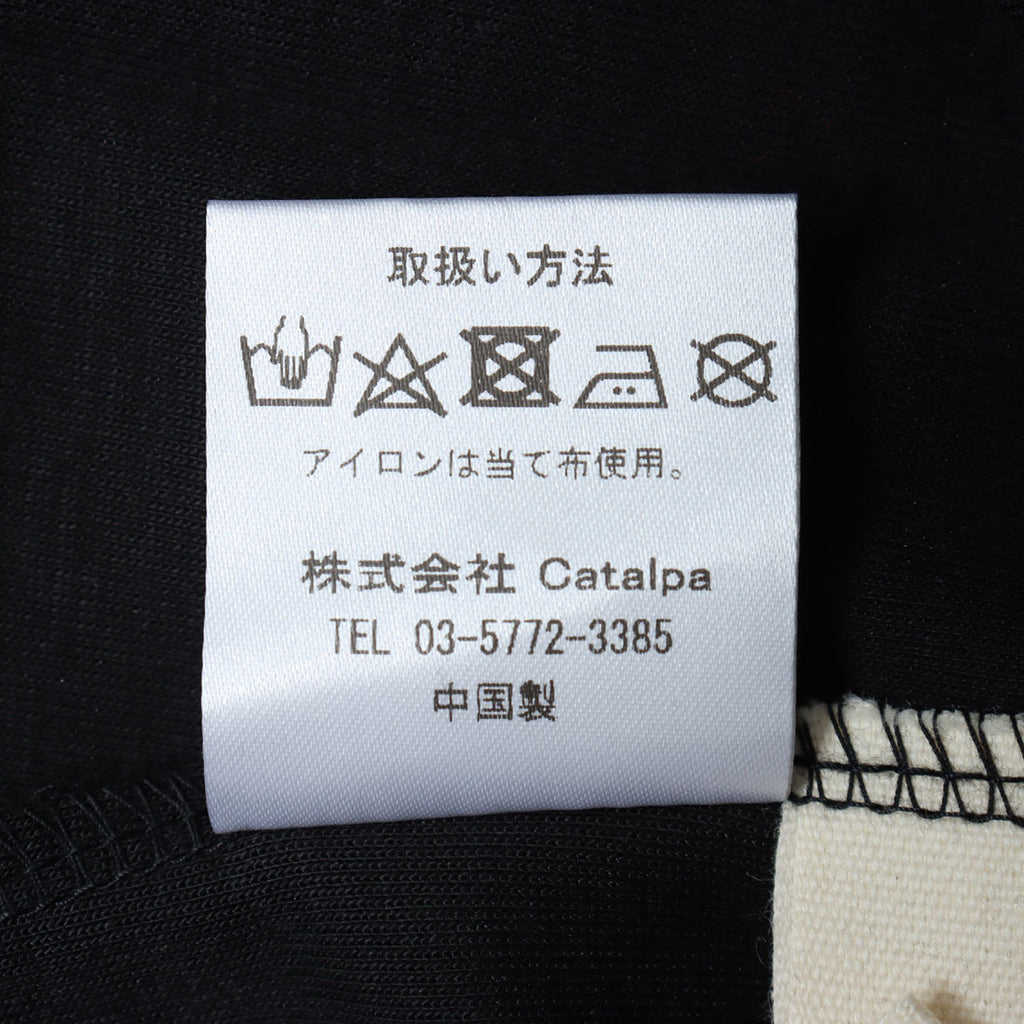 取扱い方法
アイロンは当て布使用。
株式会社 Catalpa
TEL 03-5772-3385
中国製